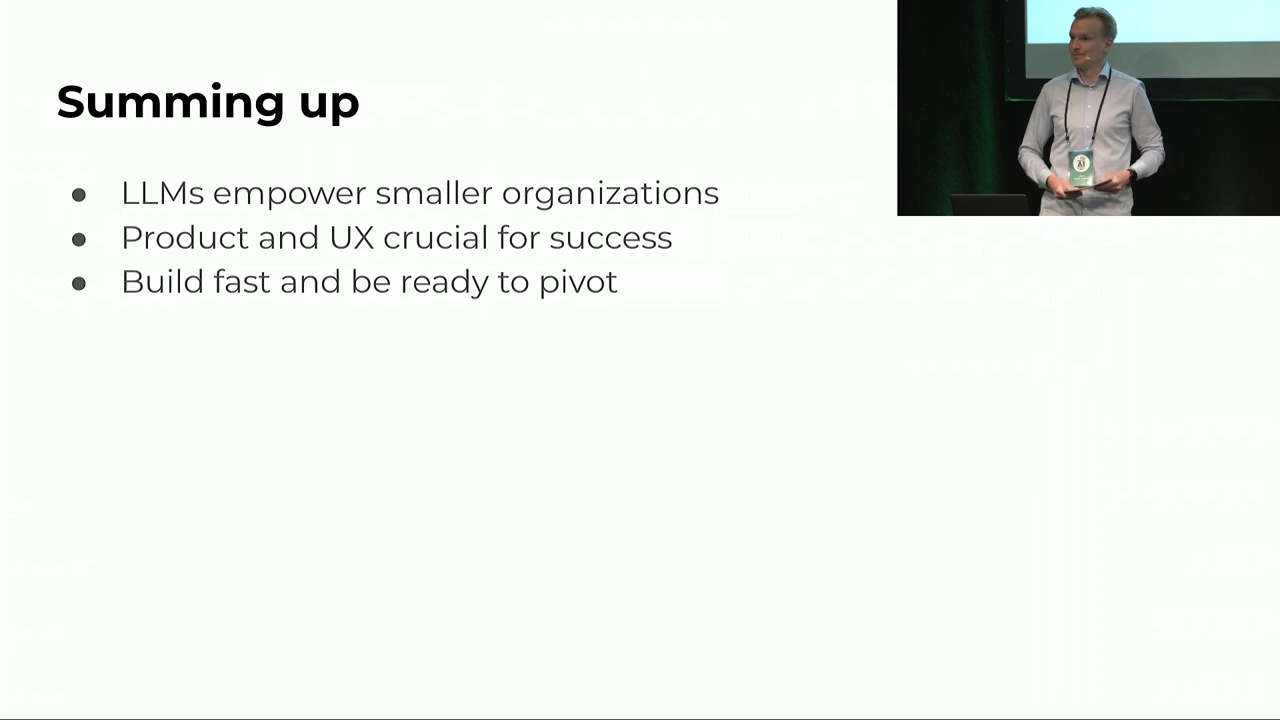 Summing up
● LLMs empower smaller organizations
● Product and UX crucial for success
● Build fast and be ready to pivot
AI